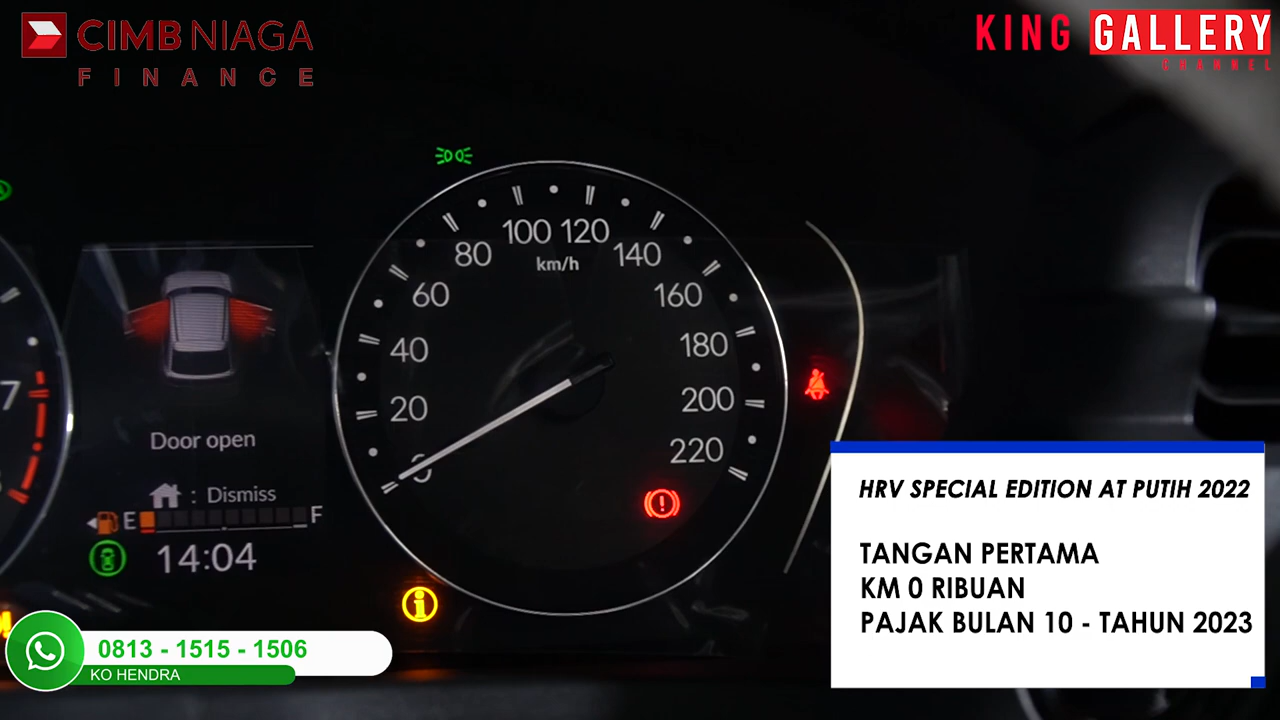 CIMB NIAGA
FINANCE
KING GALLERY
CHANNEL
80
100
120
140
km/h
60
160
40
180
20
200
0
220
7
Door open
: Dismiss
E
F
14:04
HRV SPECIAL EDITION AT PUTIH 2022
TANGAN PERTAMA
KM 0 RIBUAN
PAJAK BULAN 10 - TAHUN 2023
0813 - 1515 - 1506
KO HENDRA